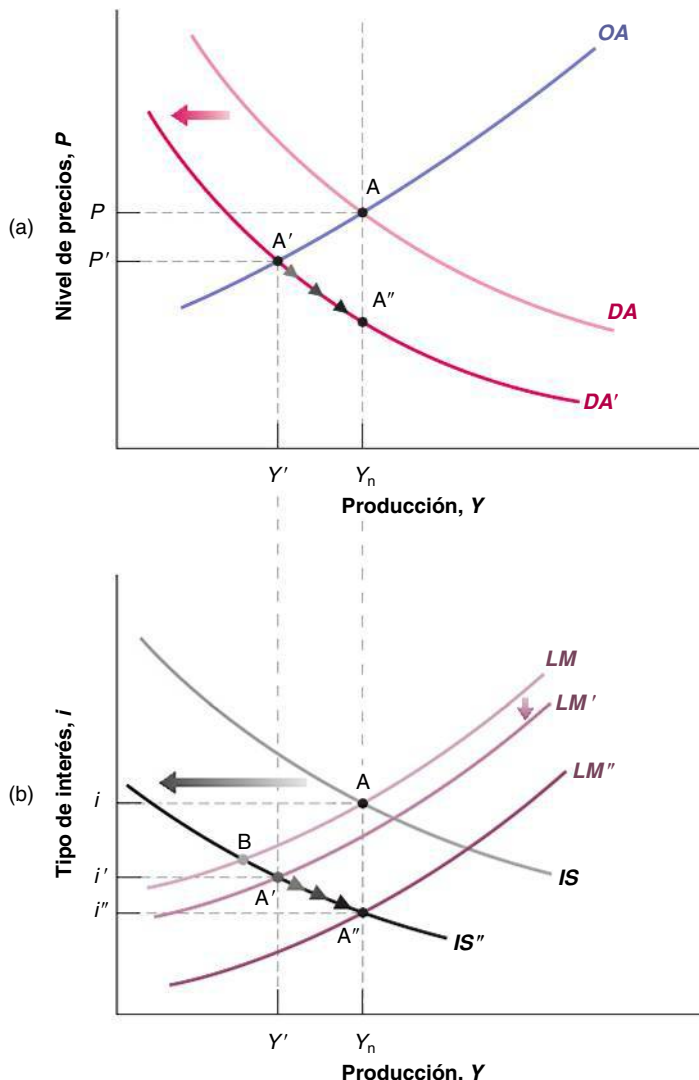 OA
(a)
Nivel de precios, P
P
A
P′
A′
A″
DA
DA′
Y′
Yn
Producción, Y
(b)
Tipo de interés, i
LM
LM′
LM″
i
A
B
i′
A′
i″
A″
IS
IS″
Y′
Yn
Producción, Y